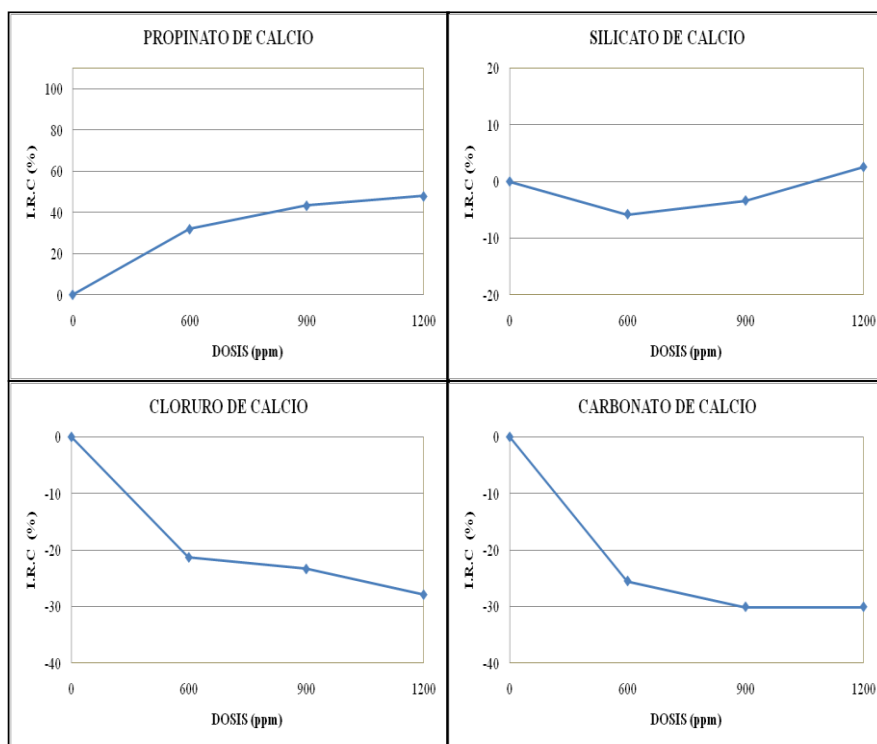 PROPINATO DE CALCIO
I.R.C (%)
100
80
60
40
20
0
0 600 900 1200
DOSIS (ppm)
SILICATO DE CALCIO
I.R.C (%)
20
10
0
-10
-20
0 600 900 1200
DOSIS (ppm)
CLORURO DE CALCIO
I.R.C (%)
0
-10
-20
-30
-40
0 600 900 1200
DOSIS (ppm)
CARBONATO DE CALCIO
I.R.C (%)
0
-10
-20
-30
-40
0 600 900 1200
DOSIS (ppm)